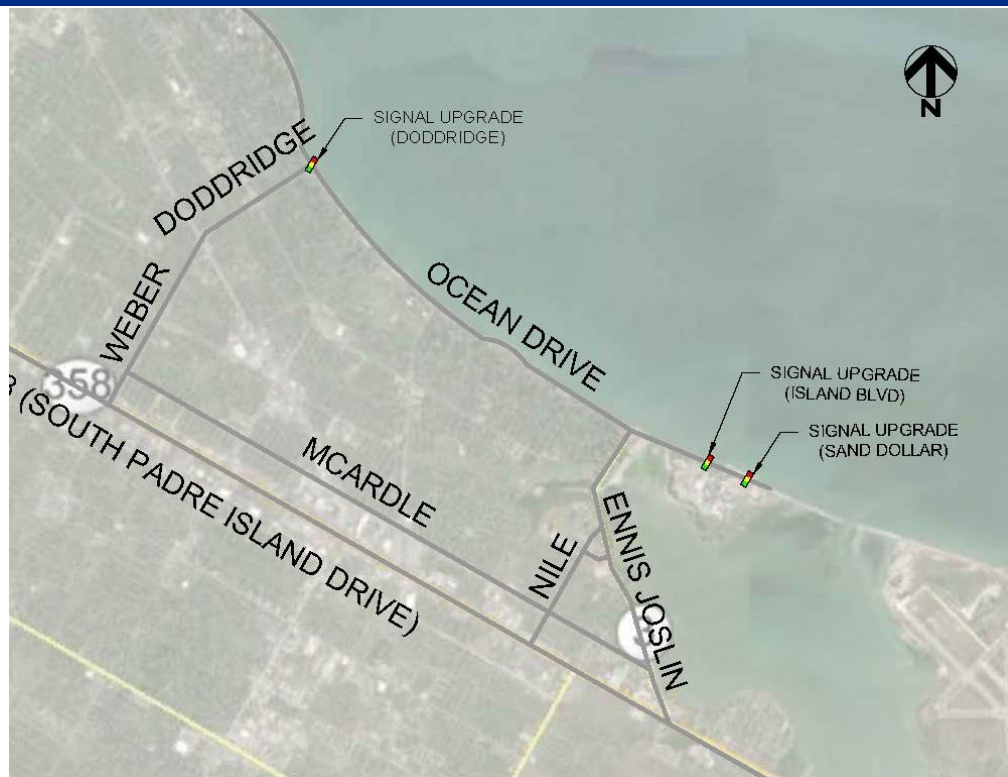 N
SIGNAL UPGRADE
(DODDRIDGE)
DODDRIDGE
OCEAN DRIVE
WEBER
358
(SOUTH PADRE ISLAND DRIVE)
SIGNAL UPGRADE
(ISLAND BLVD)
SIGNAL UPGRADE
(SAND DOLLAR)
MCARDLE
NILE
ENNIS JOSLIN